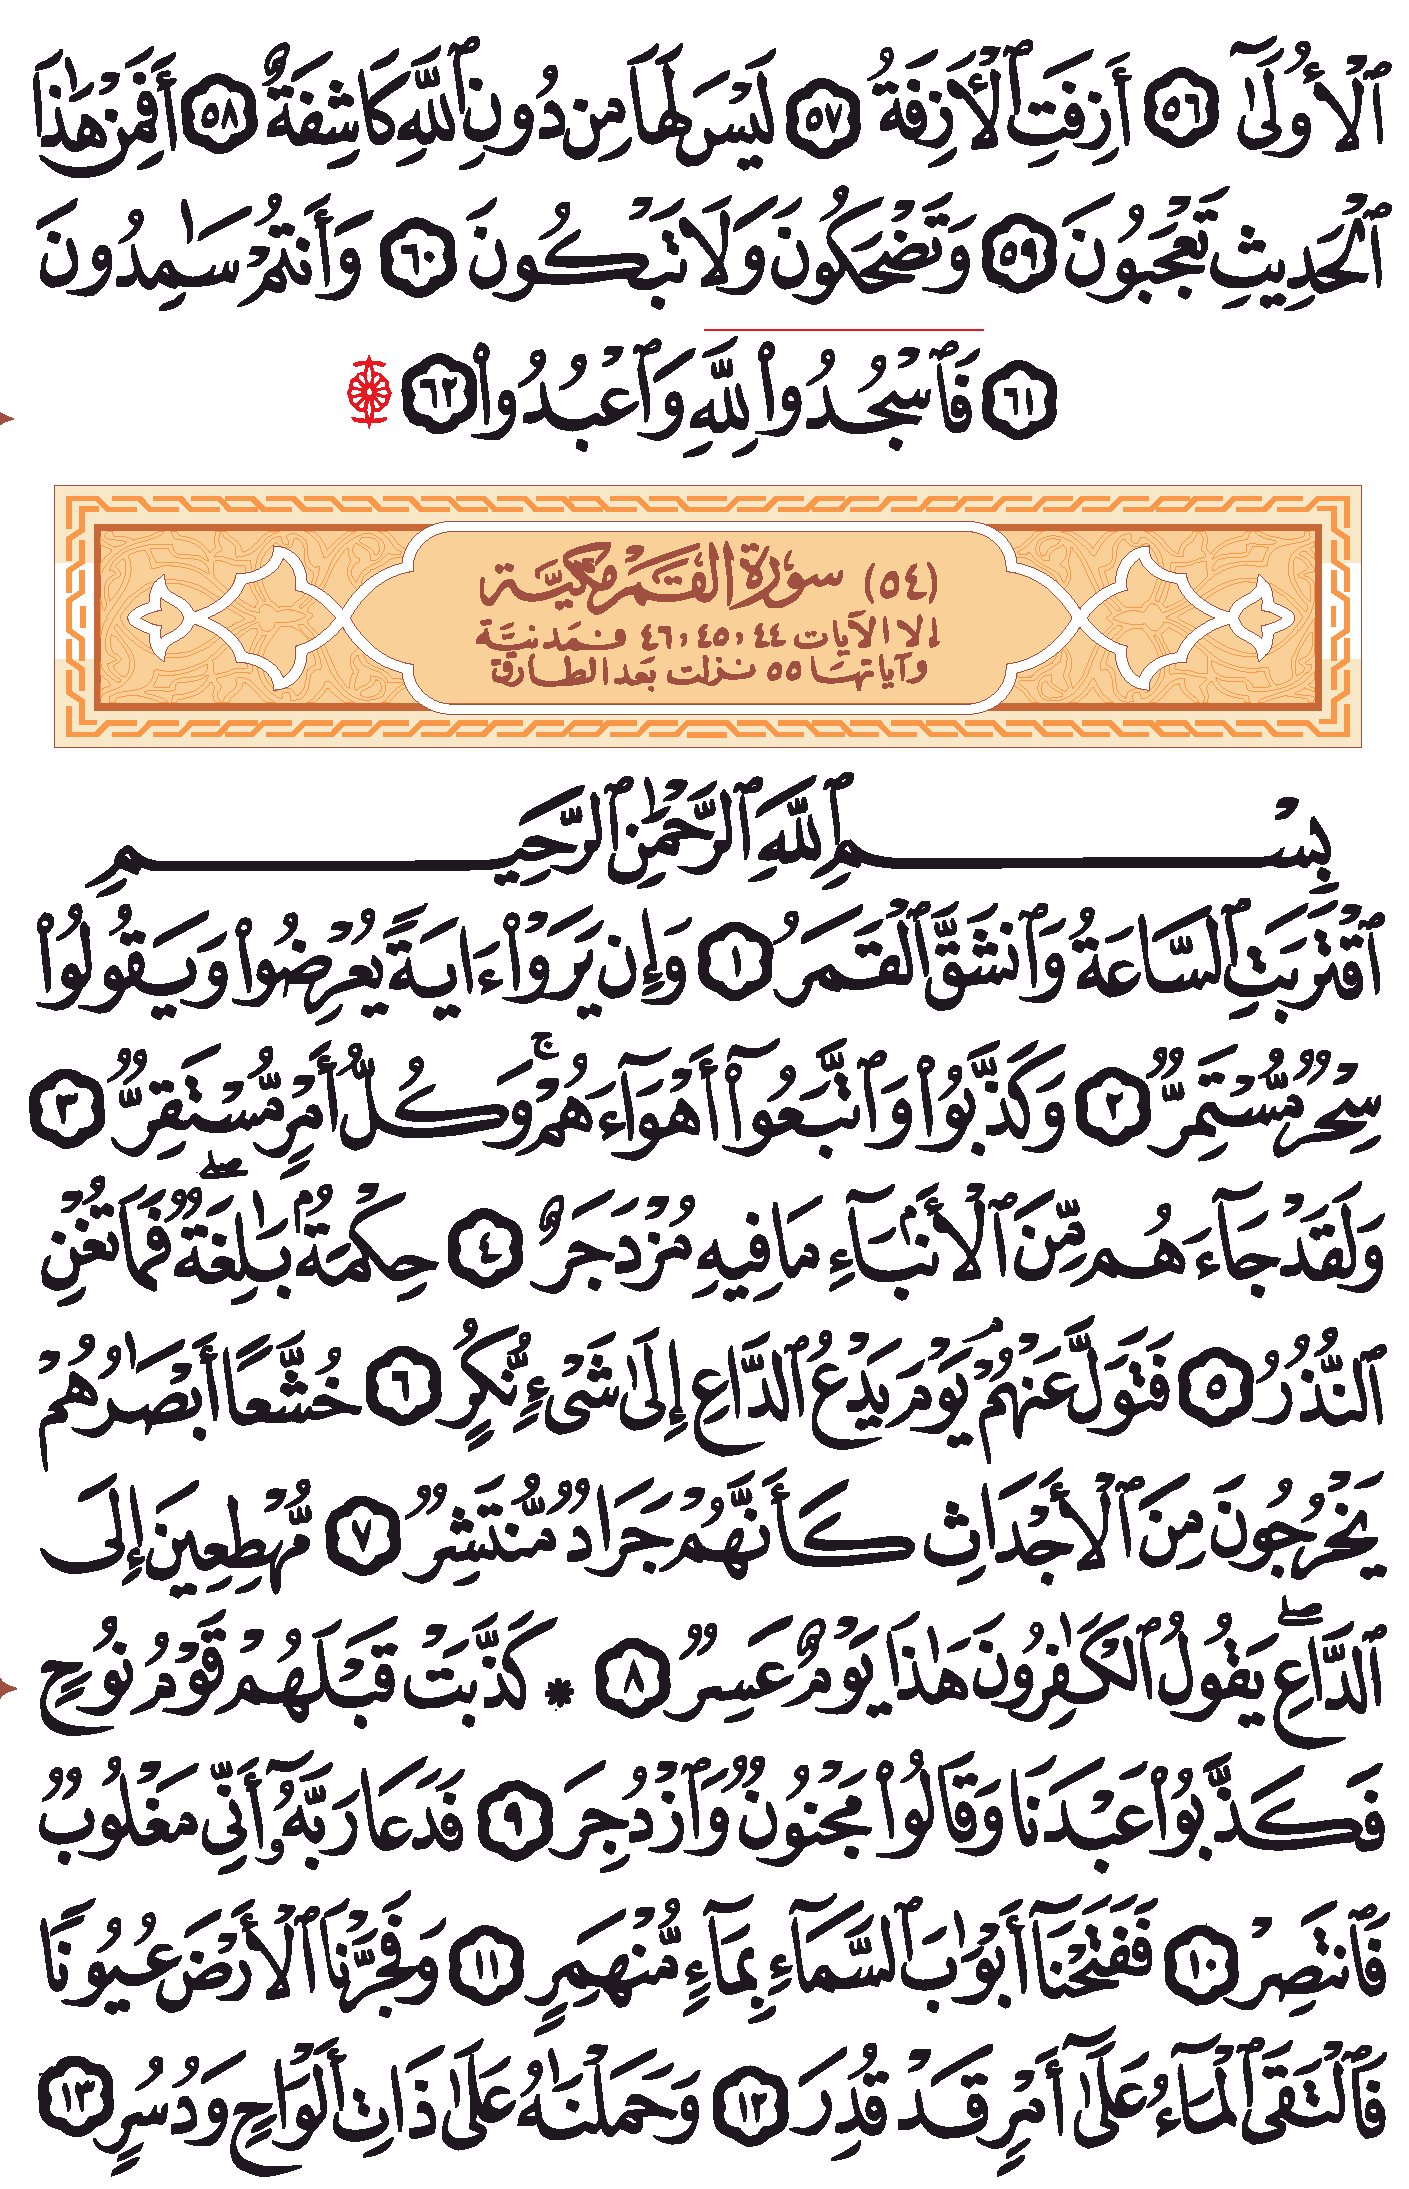 ٱلۡأُولَىٰٓ ٥٦ أَزِفَتِ ٱلۡأَزِفَةُ ٥٧ لَيۡسَ لَهَا مِن دُونِ ٱللَّهِ كَاشِفَةٌ ٥٨ أَفَمِنۡ هَٰذَا
ٱلۡحَدِيثِ تَعۡجَبُونَ ٥٩ وَتَضۡحَكُونَ وَلَا تَبۡكُونَ ٦٠ وَأَنتُمۡ سَٰمِدُونَ
٦١ فَٱسۡجُدُواْ لِلَّهِ وَٱعۡبُدُواْ ٦٢
(٥٤) سورة القمر مكية
إلا الآيات ٤٤، ٤٥، ٤٦ فمدنية
وآياتها ٥٥ نزلت بعد الطارق
بِسۡمِ ٱللَّهِ ٱلرَّحۡمَٰنِ ٱلرَّحِيمِ
ٱقۡتَرَبَتِ ٱلسَّاعَةُ وَٱنشَقَّ ٱلۡقَمَرُ ١ وَإِن يَرَوۡاْ ءَايَةٗ يُعۡرِضُواْ وَيَقُولُواْ
سِحۡرٞ مُّسۡتَمِرّٞ ٢ وَكَذَّبُواْ وَٱتَّبَعُوٓاْ أَهۡوَآءَهُمۡۚ وَكُلُّ أَمۡرٖ مُّسۡتَقِرّٞ ٣
وَلَقَدۡ جَآءَهُم مِّنَ ٱلۡأَنۢبَآءِ مَا فِيهِ مُزۡدَجَرٌ ٤ حِكۡمَةُۢ بَٰلِغَةٞۖ فَمَا تُغۡنِ
ٱلنُّذُرُ ٥ فَتَوَلَّ عَنۡهُمۡۘ يَوۡمَ يَدۡعُ ٱلدَّاعِ إِلَىٰ شَيۡءٖ نُّكُرٍ ٦ خُشَّعًا أَبۡصَٰرُهُمۡ
يَخۡرُجُونَ مِنَ ٱلۡأَجۡدَاثِ كَأَنَّهُمۡ جَرَادٞ مُّنتَشِرٞ ٧ مُّهۡطِعِينَ إِلَى
ٱلدَّاعِۖ يَقُولُ ٱلۡكَٰفِرُونَ هَٰذَا يَوۡمٌ عَسِرٞ ٨ ۞ كَذَّبَتۡ قَبۡلَهُمۡ قَوۡمُ نُوحٖ
فَكَذَّبُواْ عَبۡدَنَا وَقَالُواْ مَجۡنُونٞ وَٱزۡدُجِرَ ٩ فَدَعَا رَبَّهُۥٓ أَنِّي مَغۡلُوبٞ
فَٱنتَصِرۡ ١٠ فَفَتَحۡنَآ أَبۡوَٰبَ ٱلسَّمَآءِ بِمَآءٖ مُّنۡهَمِرٖ ١١ وَفَجَّرۡنَا ٱلۡأَرۡضَ عُيُونٗا
فَٱلۡتَقَى ٱلۡمَآءُ عَلَىٰٓ أَمۡرٖ قَدۡ قُدِرَ ١٢ وَحَمَلۡنَٰهُ عَلَىٰ ذَاتِ أَلۡوَٰحٖ وَدُسُرٖ ١٣